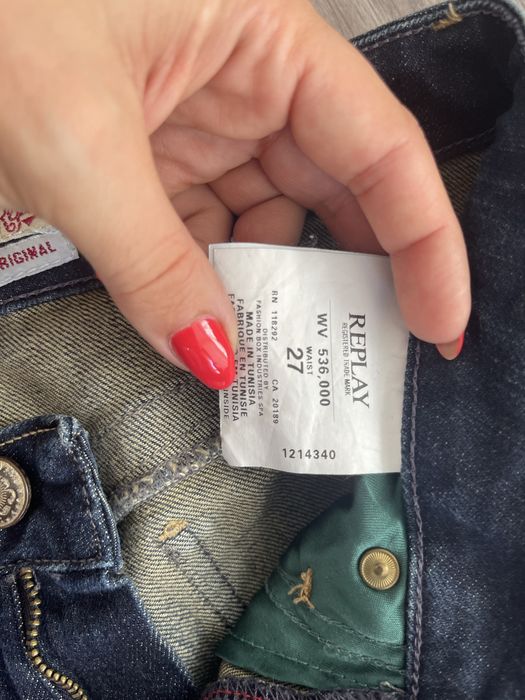 RIGINAL
REPLAY
REGISTERED TRADE MARK
WV 536,000
WAIST
27
RN 118292 CA 20189
DISTRIBUTED BY
FASHION BOX INDUSTRIES SPA
MADE IN TUNISIA
FABRIQUE EN TUNISIE
1214340